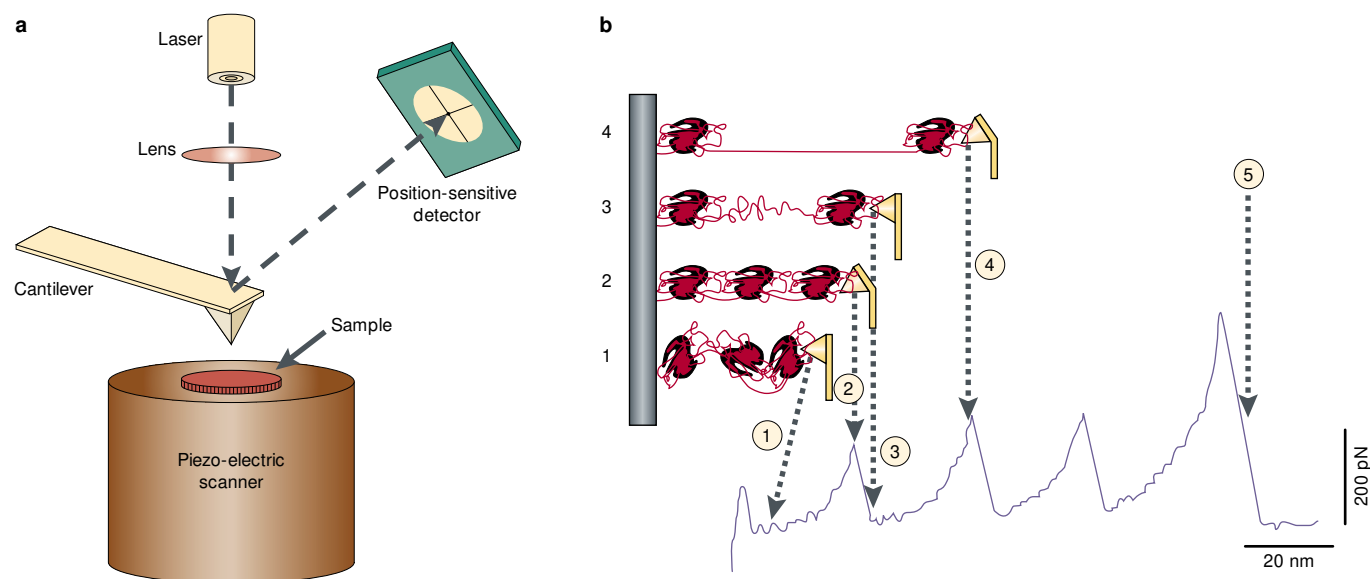 a
Laser
Lens
Position-sensitive
detector
Cantilever
Sample
Piezo-electric
scanner
b
4
3
2
1
1
2
3
4
5
200 pN
20 nm